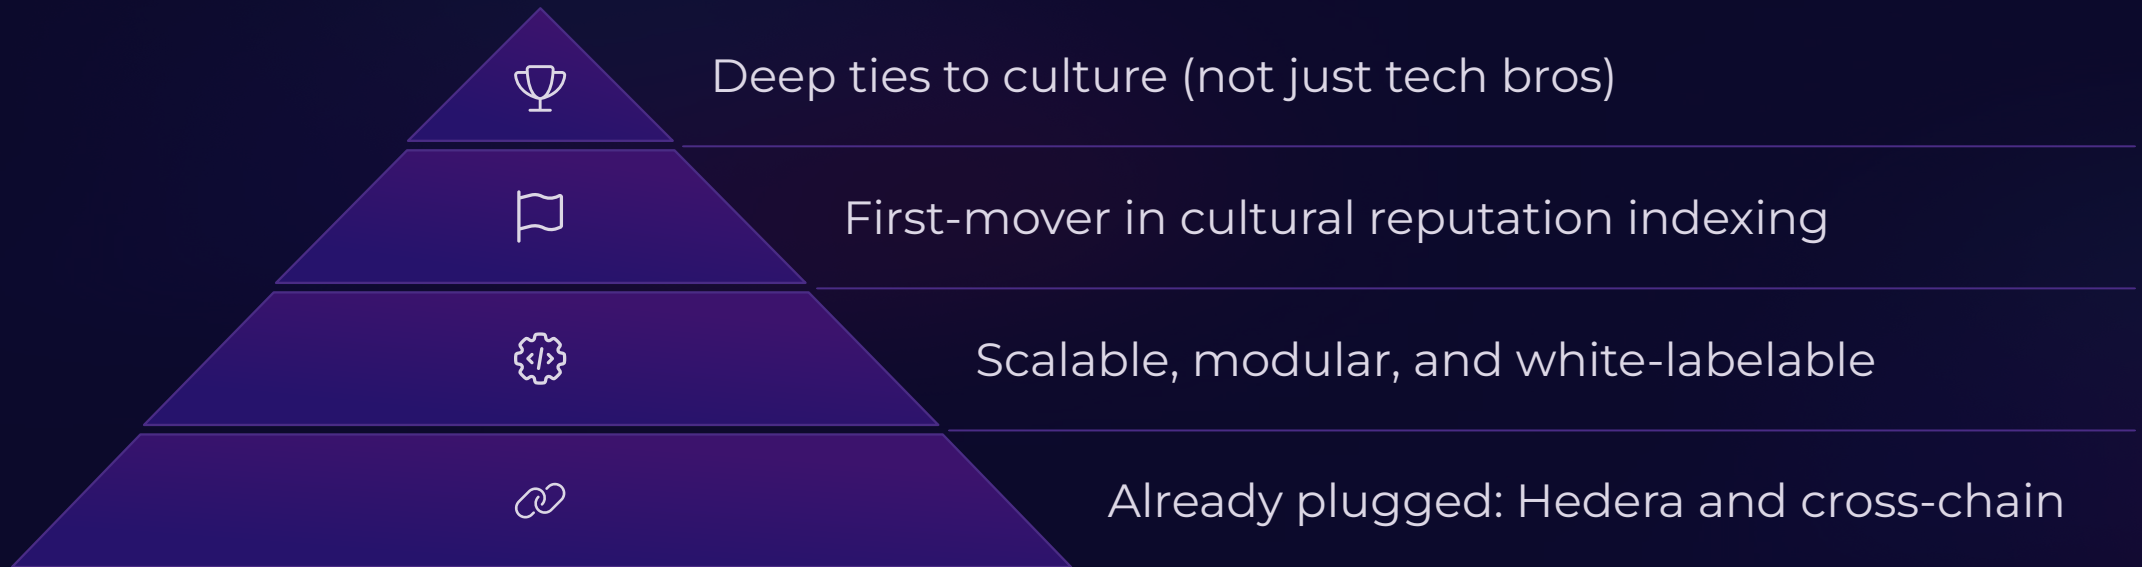 Deep ties to culture (not just tech bros)
First-mover in cultural reputation indexing
Scalable, modular, and white-labelable
Already plugged: Hedera and cross-chain